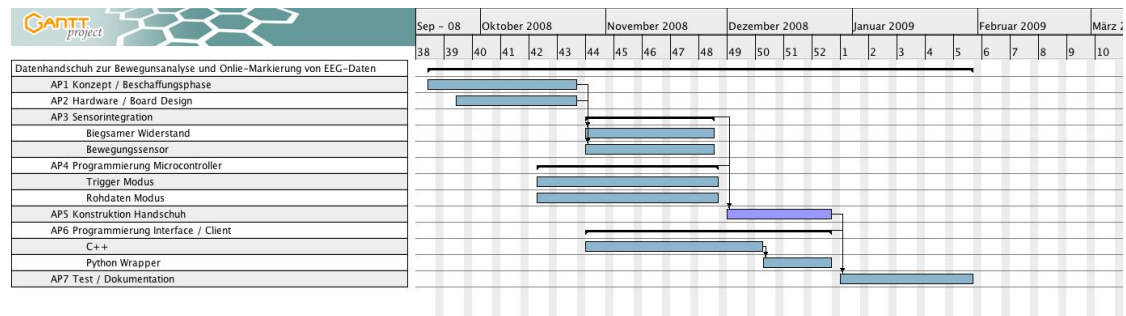 GANTT
project
Sep - 08 Oktober 2008 November 2008 Dezember 2008 Januar 2009 Februar 2009 März 2
38 39 40 41 42 43 44 45 46 47 48 49 50 51 52 1 2 3 4 5 6 7 8 9 10
Datenhandschuh zur Bewegunsanalyse und Onlie-Markierung von EEG-Daten
AP1 Konzept / Beschaffungsphase
AP2 Hardware / Board Design
AP3 Sensorintegration
Biegsamer Widerstand
Bewegungssensor
AP4 Programmierung Microcontroller
Trigger Modus
Rohdaten Modus
AP5 Konstruktion Handschuh
AP6 Programmierung Interface / Client
C++
Python Wrapper
AP7 Test / Dokumentation